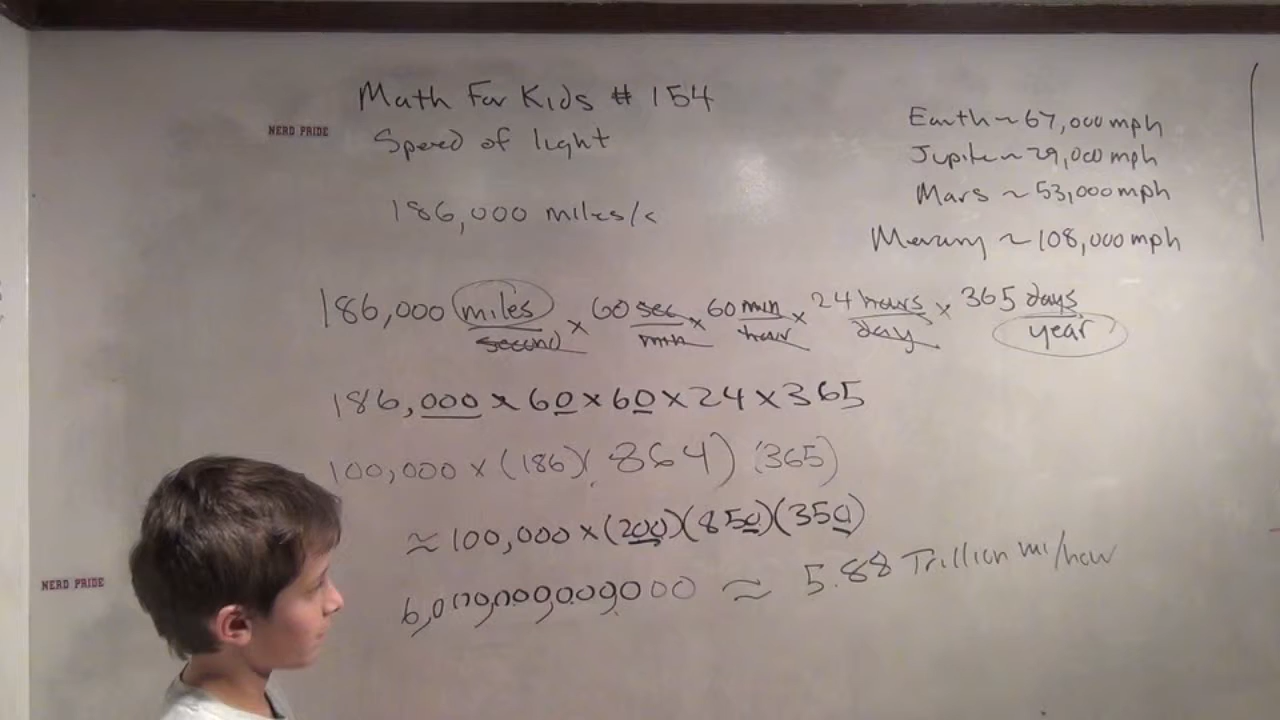 Math For Kids # 154
NERD PRIDE
Speed of light
186,000 miles/s
Earth ~ 67,000 mph
Jupiter ~ 29,000 mph
Mars ~ 53,000 mph
Mercury ~ 108,000 mph
186,000 miles/second × 60 sec/min × 60 min/hour × 24 hours/day × 365 days/year
186,000 × 60 × 60 × 24 × 365
100,000 × (186)(864)(365)
≈ 100,000 × (200)(850)(350)
6,000,000,000,000 ≈ 5.88 Trillion mi/hour
NERD PRIDE